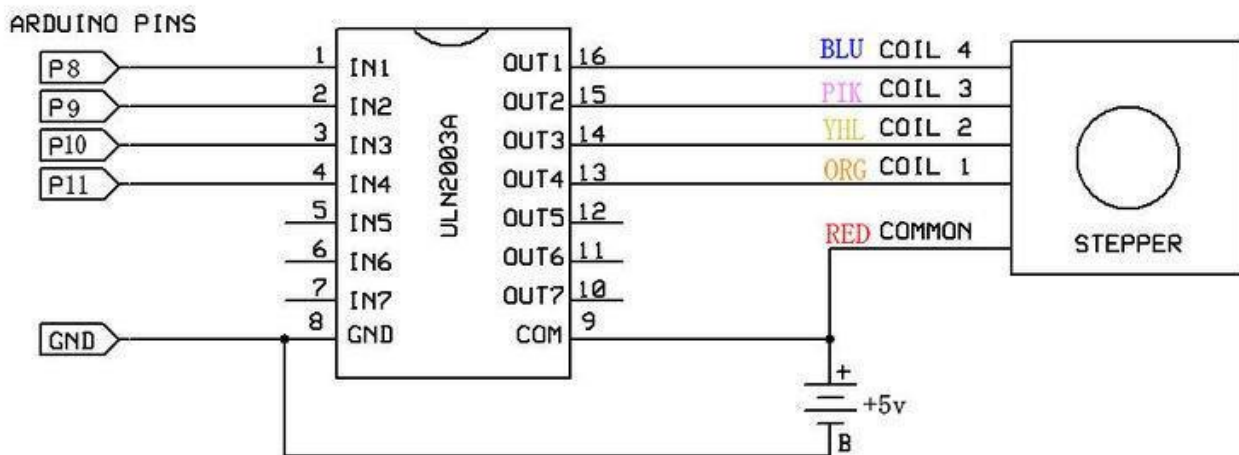 ARDUINO PINS
P8 1 IN1 OUT1 16 BLU COIL 4
P9 2 IN2 OUT2 15 PIK COIL 3
P10 3 IN3 OUT3 14 YHL COIL 2
P11 4 IN4 OUT4 13 ORG COIL 1
5 IN5 OUT5 12
6 IN6 OUT6 11
7 IN7 OUT7 10
GND 8 GND COM 9
ULN2003A
RED COMMON
STEPPER
+
+5v
B